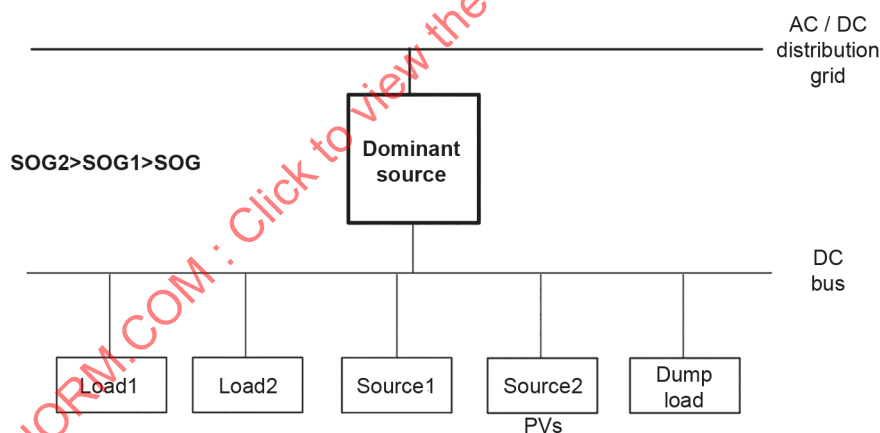 AC / DC
distribution
grid
Dominant
source
SOG2>SOG1>SOG
DC
bus
Load1
Load2
Source1
Source2
Dump
load
PVs
NORM.COM : Click to view the